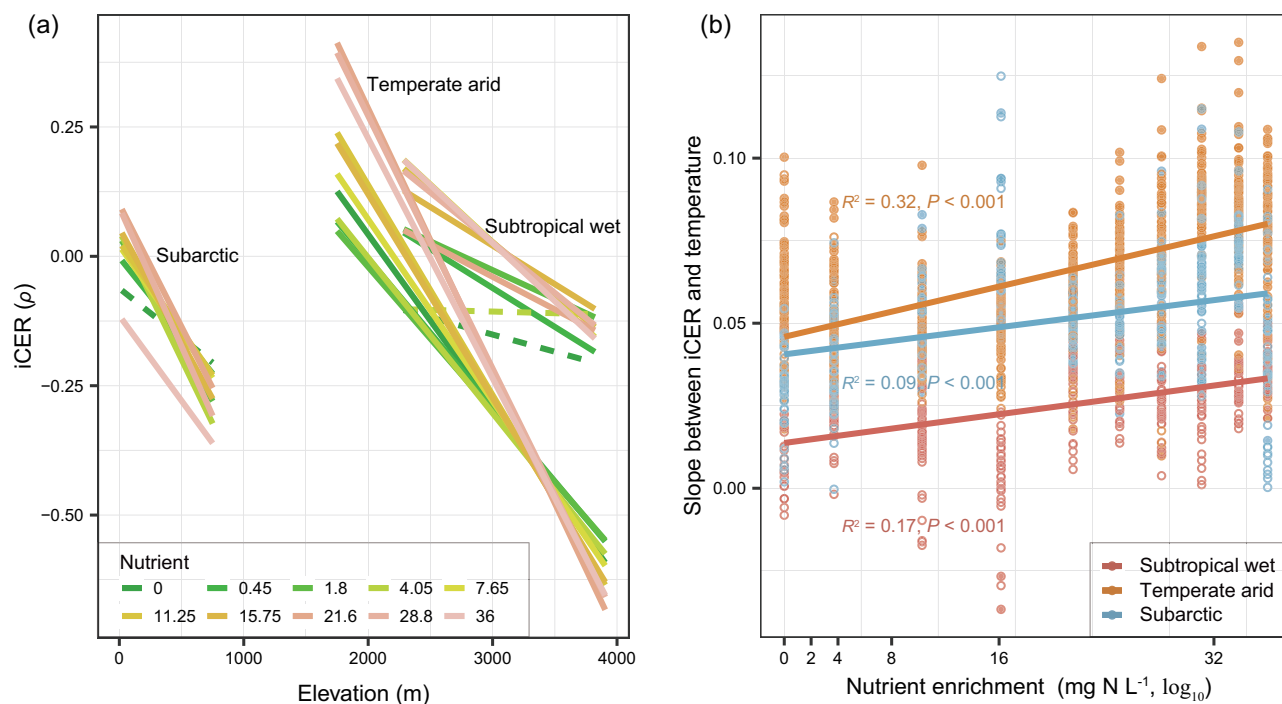 (a)
iCER (ρ)
0.25
0.00
−0.25
−0.50
Temperate arid
Subtropical wet
Subarctic
Nutrient
0 0.45 1.8 4.05 7.65
11.25 15.75 21.6 28.8 36
0 1000 2000 3000 4000
Elevation (m)
(b)
Slope between iCER and temperature
0.10
0.05
0.00
R² = 0.32, P < 0.001
R² = 0.09, P < 0.001
R² = 0.17, P < 0.001
Subtropical wet
Temperate arid
Subarctic
0 2 4 8 16 32
Nutrient enrichment (mg N L⁻¹, log₁₀)